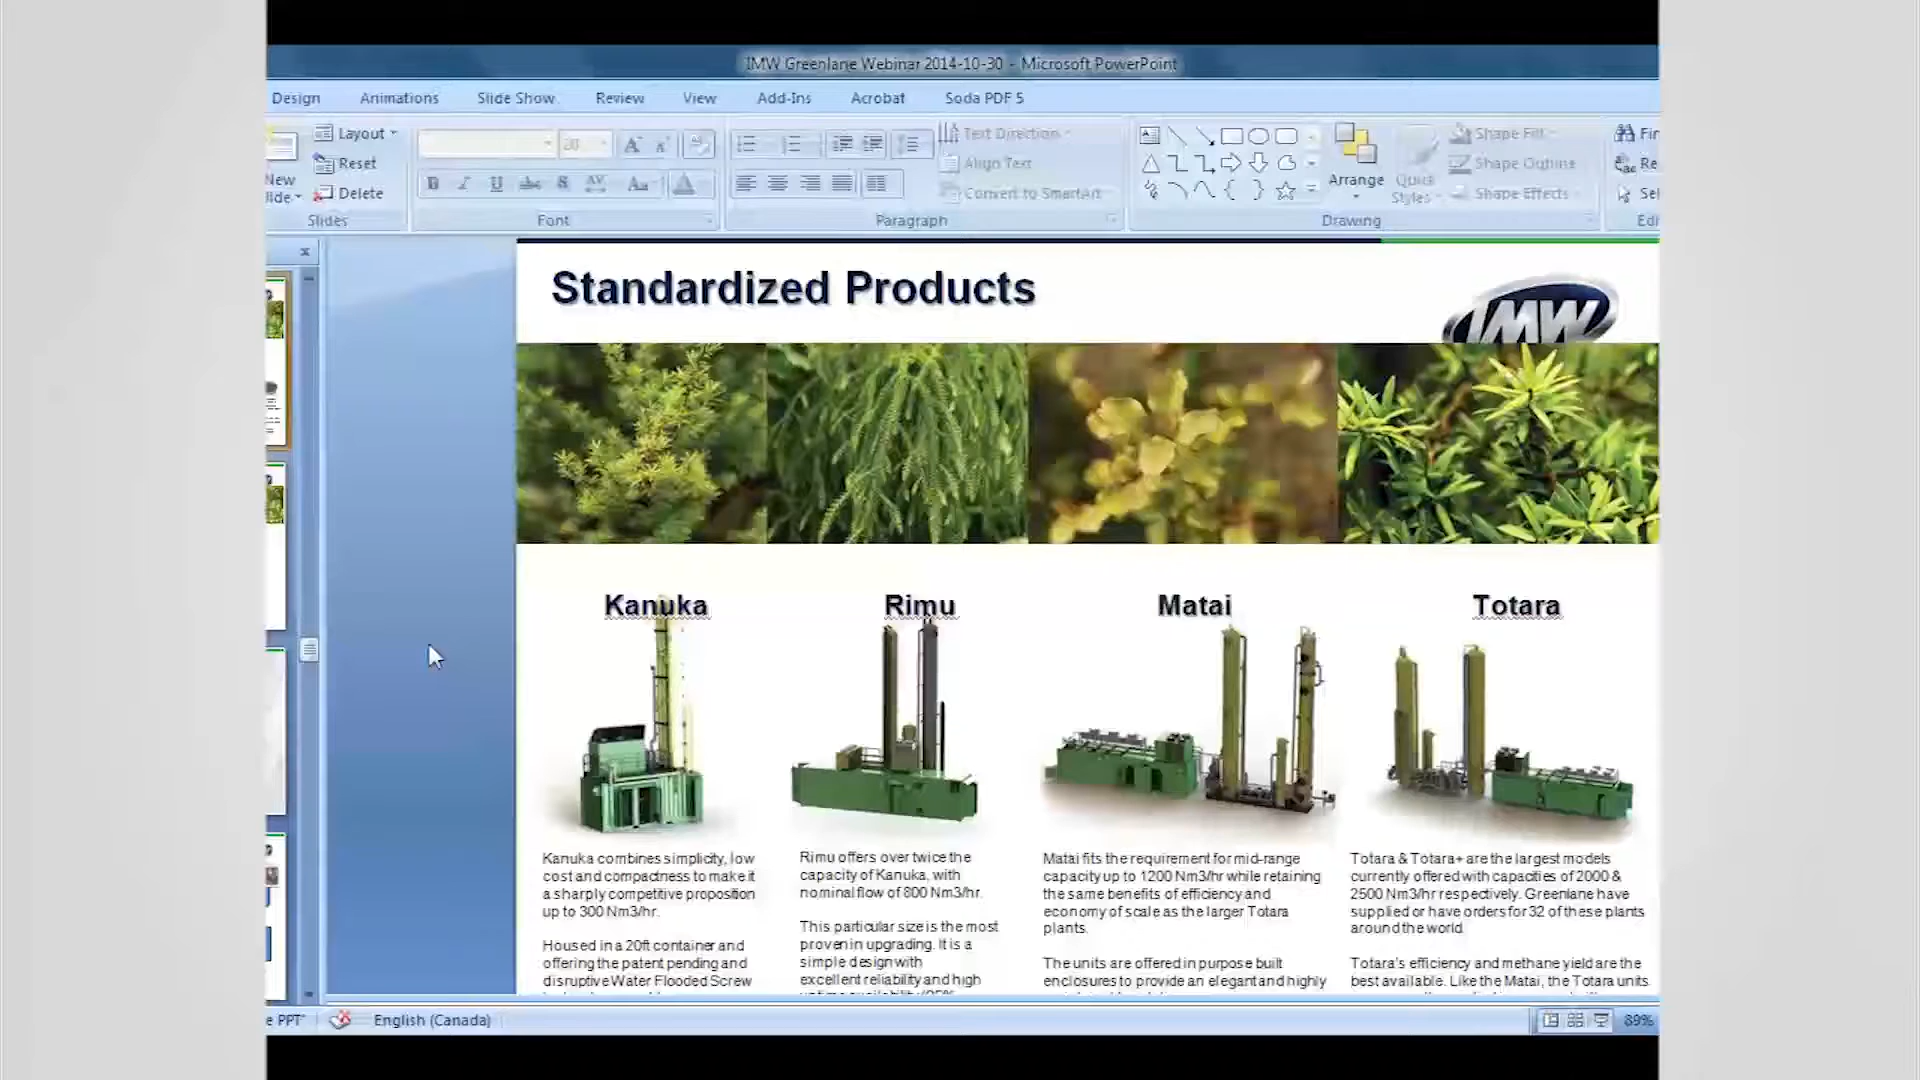 IMW Greenlane Webinar 2014-10-30 - Microsoft PowerPoint
Design Animations Slide Show Review View Add-Ins Acrobat Soda PDF 5
Layout
Reset
Delete
New
lide
Slides
20
B I U abc S AV Aa A
Font
Text Direction
Align Text
Convert to SmartArt
Paragraph
Arrange
Quick
Styles
Shape Fill
Shape Outline
Shape Effects
Drawing
Fin
Re
Sel
Edi
Standardized Products
IMW
Kanuka
Kanuka combines simplicity, low
cost and compactness to make it
a sharply competitive proposition
up to 300 Nm3/hr.
Housed in a 20ft container and
offering the patent pending and
disruptive Water Flooded Screw
Rimu
Rimu offers over twice the
capacity of Kanuka, with
nominal flow of 800 Nm3/hr.
This particular size is the most
proven in upgrading. It is a
simple design with
excellent reliability and high
Matai
Matai fits the requirement for mid-range
capacity up to 1200 Nm3/hr while retaining
the same benefits of efficiency and
economy of scale as the larger Totara
plants.
The units are offered in purpose built
enclosures to provide an elegant and highly
Totara
Totara & Totara+ are the largest models
currently offered with capacities of 2000 &
2500 Nm3/hr respectively. Greenlane have
supplied or have orders for 32 of these plants
around the world.
Totara's efficiency and methane yield are the
best available. Like the Matai, the Totara units
e PPT" English (Canada) 89%